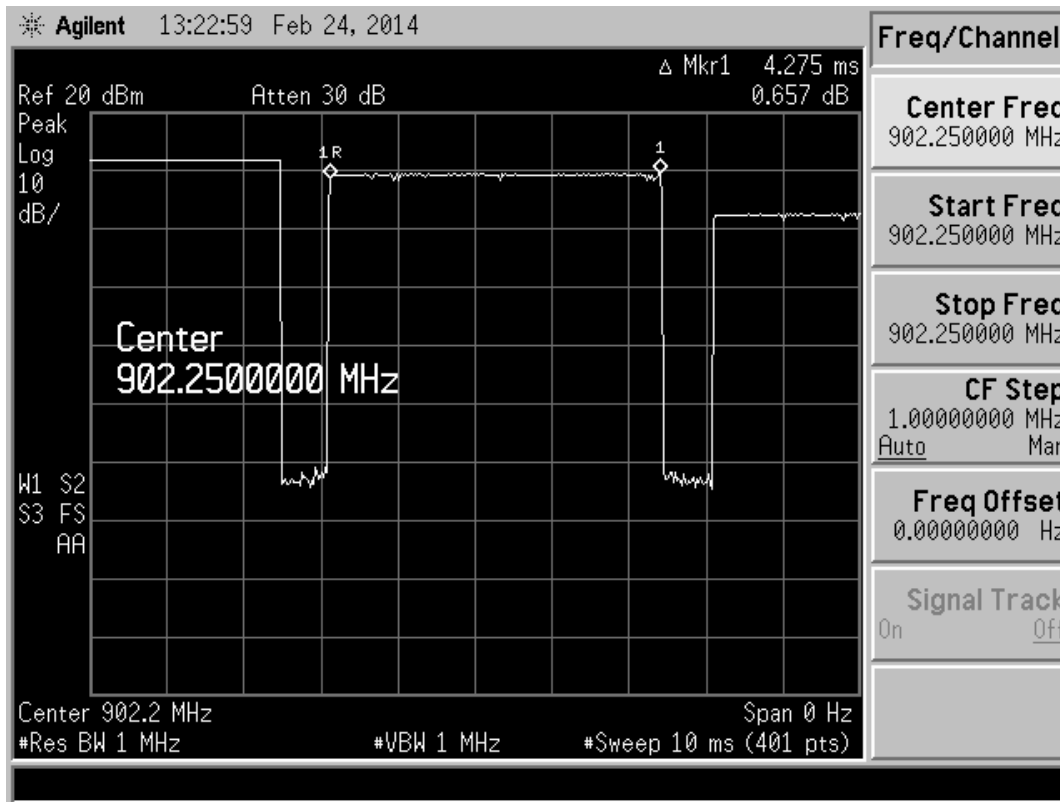 Agilent 13:22:59 Feb 24, 2014
Freq/Channel
Δ Mkr1 4.275 ms
Ref 20 dBm Atten 30 dB 0.657 dB
Peak
Log
10
dB/
1R
1
Center
902.2500000 MHz
W1 S2
S3 FS
AA
Center 902.2 MHz Span 0 Hz
#Res BW 1 MHz #VBW 1 MHz #Sweep 10 ms (401 pts)
Center Freq
902.250000 MHz
Start Freq
902.250000 MHz
Stop Freq
902.250000 MHz
CF Step
1.00000000 MHz
Auto Man
Freq Offset
0.00000000 Hz
Signal Track
On Off